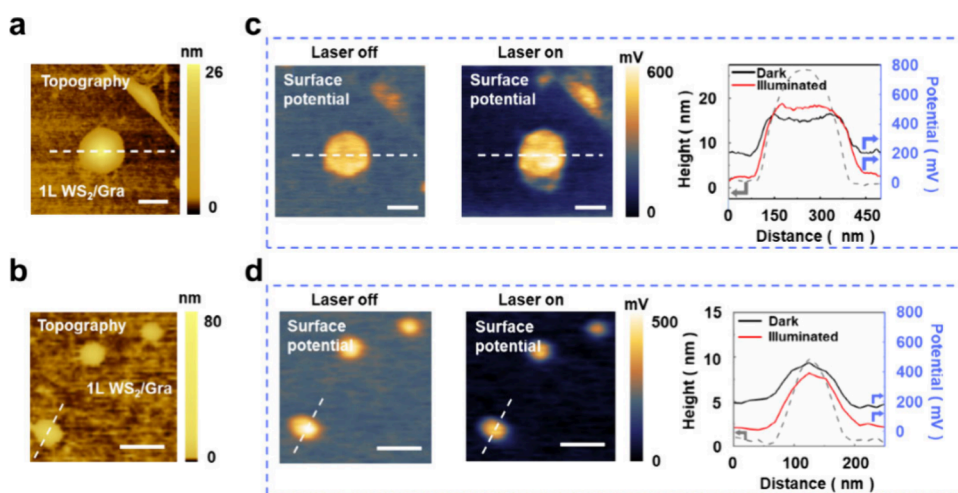 a
nm
26
Topography
1L WS₂/Gra
0
c
Laser off
Laser on
Surface
potential
Surface
potential
mV
600
0
Dark
Illuminated
20
10
0
Height ( nm )
0
150
300
450
Distance ( nm )
800
600
400
200
0
Potential ( mV )
b
nm
80
Topography
1L WS₂/Gra
0
d
Laser off
Laser on
Surface
potential
Surface
potential
mV
500
0
Dark
Illuminated
15
10
5
0
Height ( nm )
0
100
200
Distance ( nm )
800
600
400
200
0
Potential ( mV )